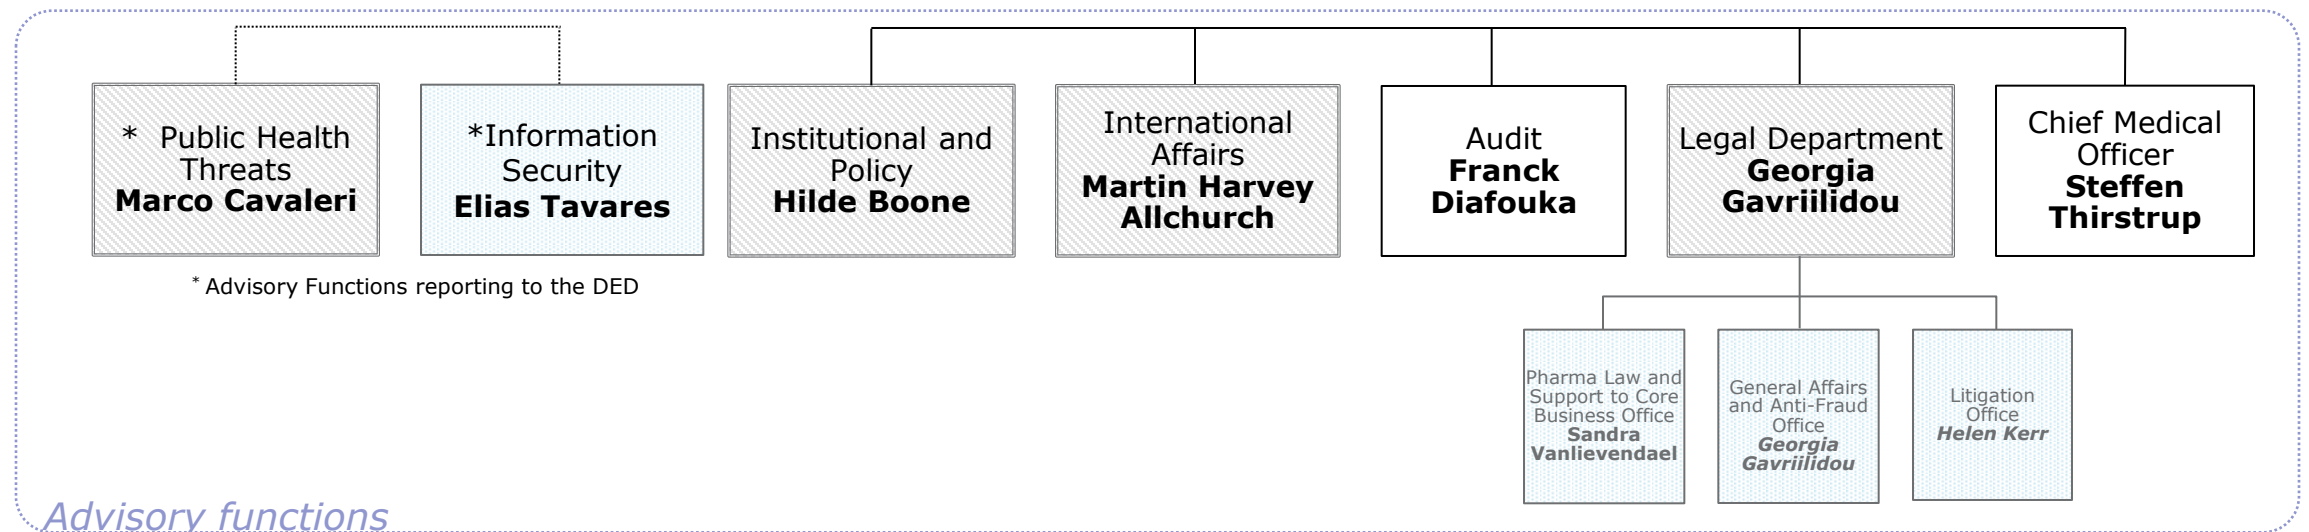 * Public Health
Threats
Marco Cavaleri
*Information
Security
Elias Tavares
Institutional and
Policy
Hilde Boone
International
Affairs
Martin Harvey
Allchurch
Audit
Franck
Diafouka
Legal Department
Georgia
Gavriilidou
Chief Medical
Officer
Steffen
Thirstrup
* Advisory Functions reporting to the DED
Pharma Law and
Support to Core
Business Office
Sandra
Vanlievendael
General Affairs
and Anti-Fraud
Office
Georgia
Gavriilidou
Litigation
Office
Helen Kerr
Advisory functions